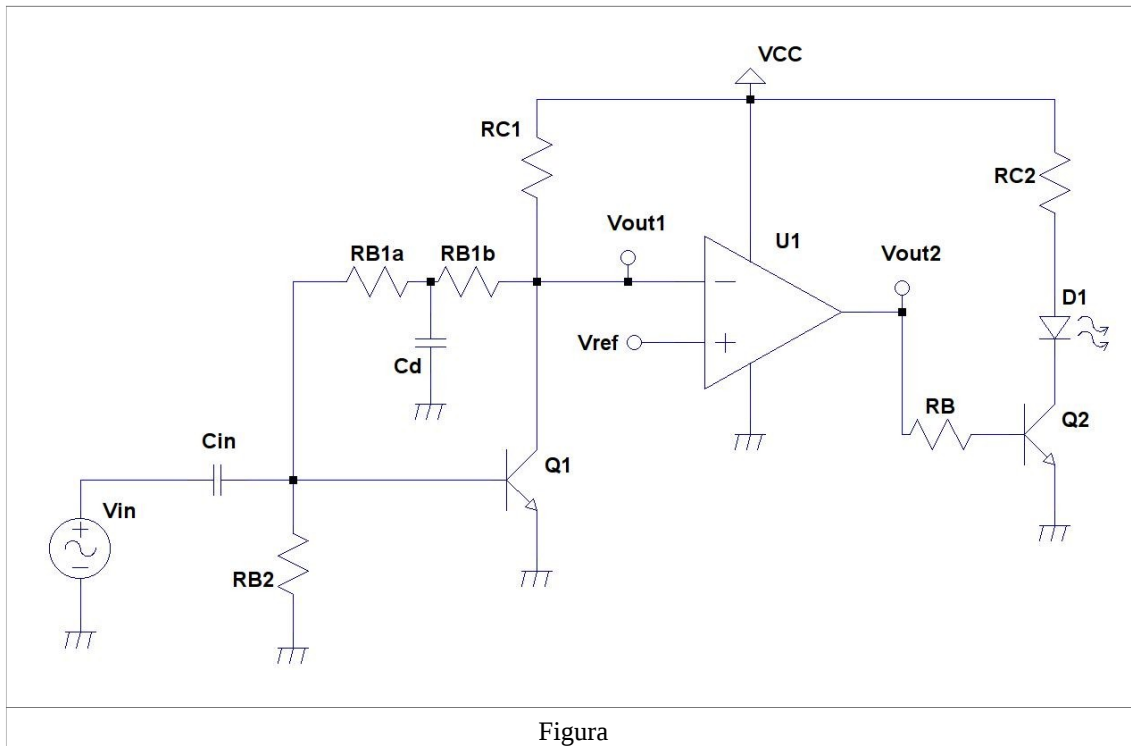 VCC
RC1
RC2
Vout1
U1
RB1a
RB1b
Vout2
D1
Vref
Cd
RB
Q2
Cin
Q1
Vin
RB2
Figura